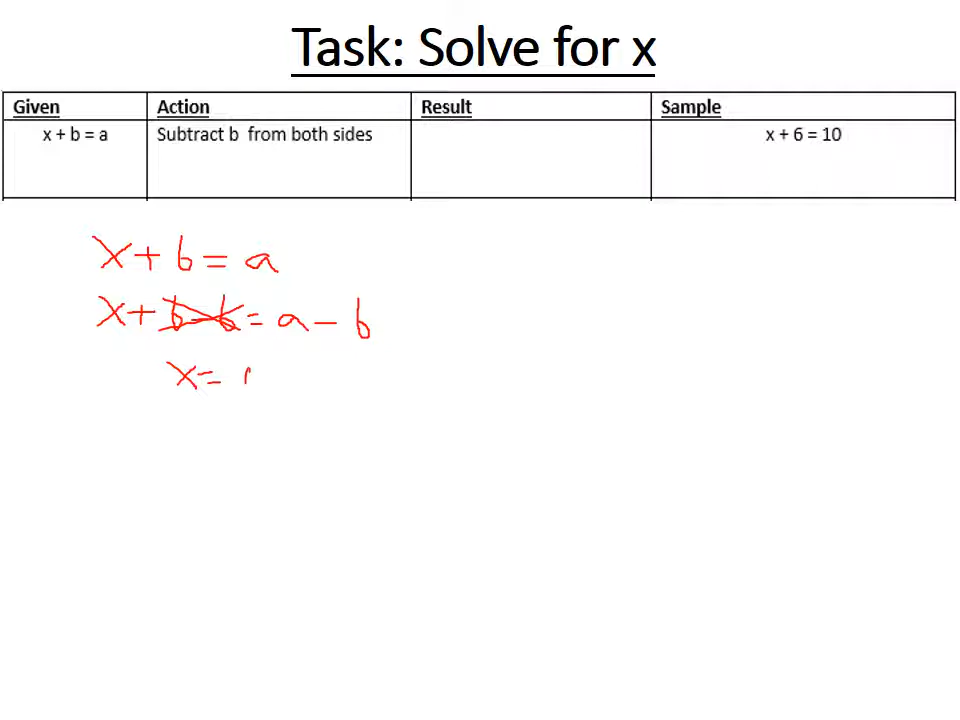 Task: Solve for x
Given Action Result Sample
x + b = a Subtract b from both sides x + 6 = 10
x + b = a
x + b - b = a - b
x =